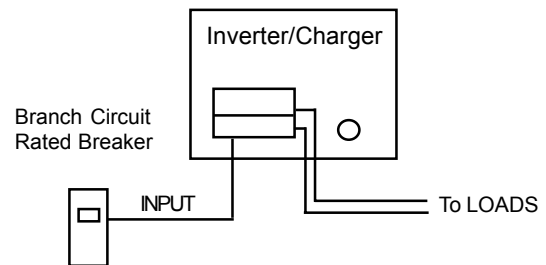 Inverter/Charger
Branch Circuit
Rated Breaker
INPUT
To LOADS